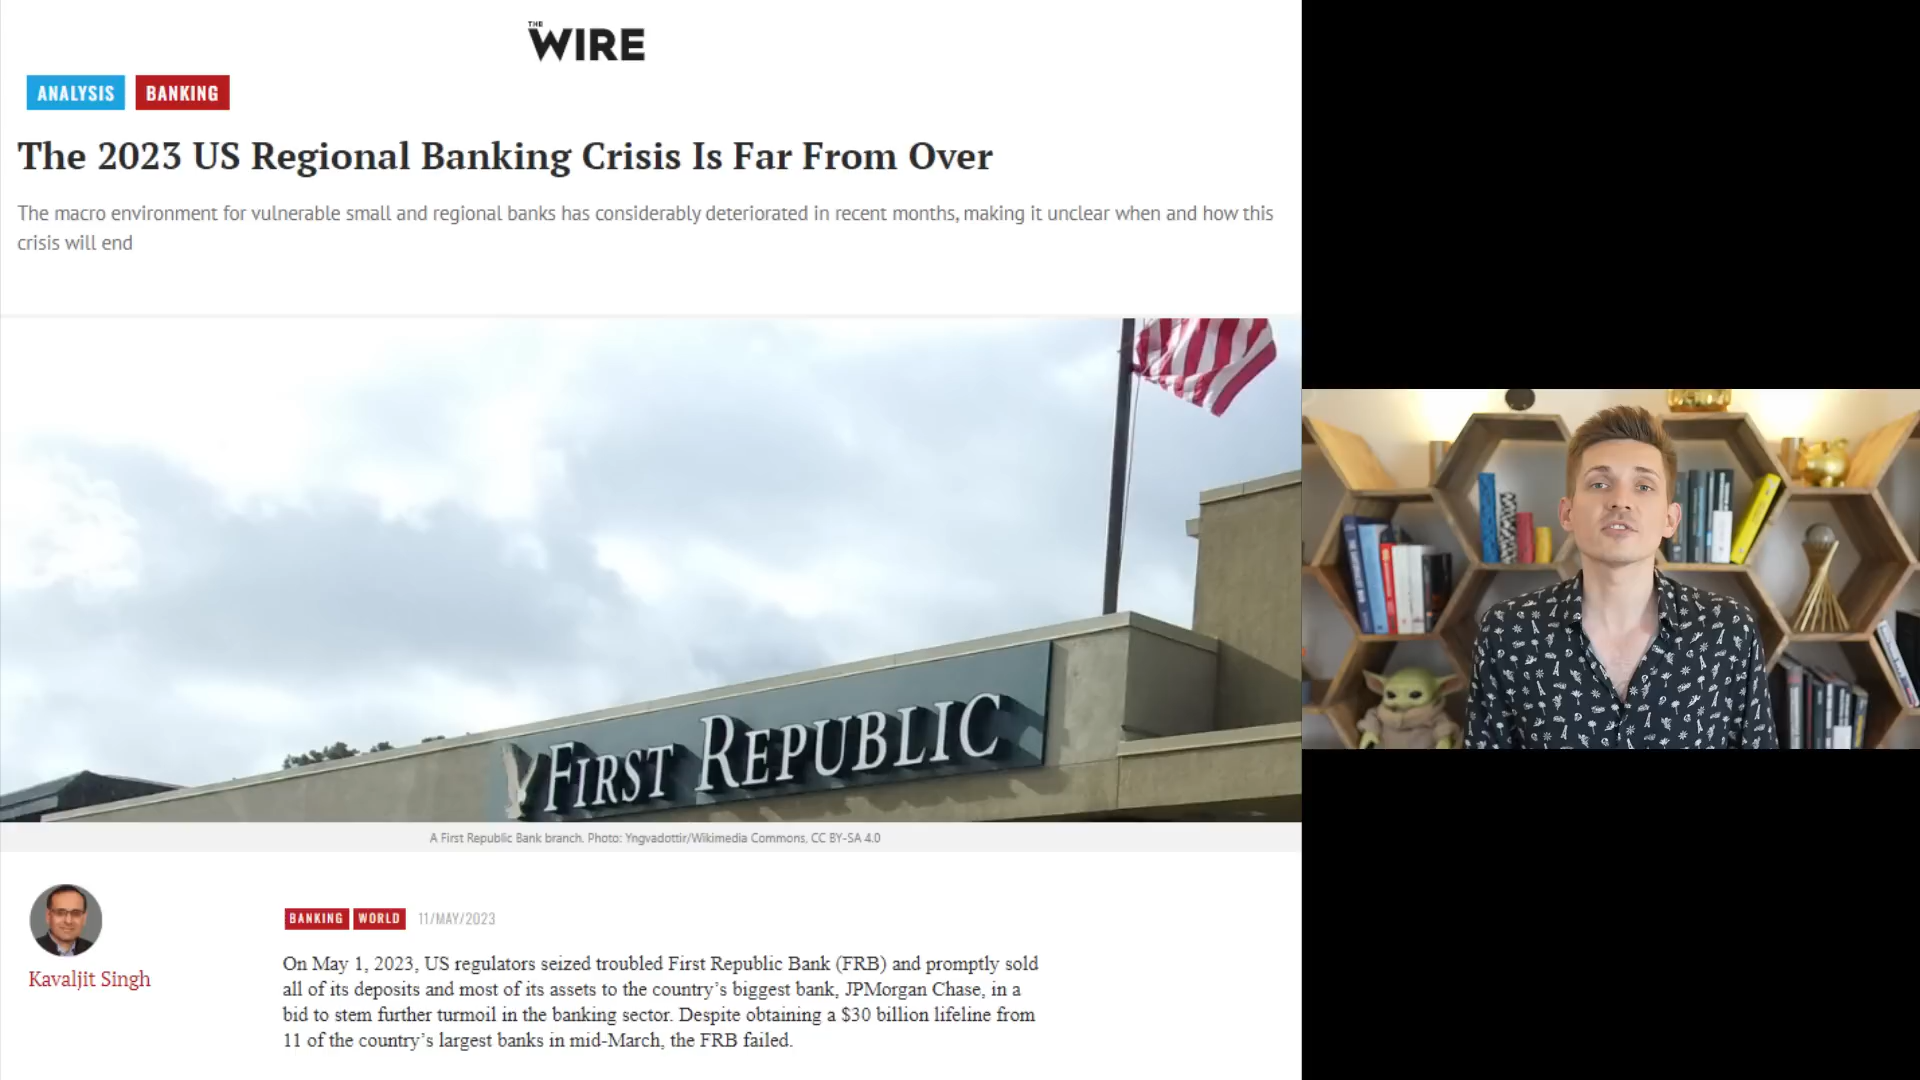 THE
WIRE
ANALYSIS BANKING
The 2023 US Regional Banking Crisis Is Far From Over
The macro environment for vulnerable small and regional banks has considerably deteriorated in recent months, making it unclear when and how this
crisis will end
FIRST REPUBLIC
A First Republic Bank branch. Photo: Yngvadottir/Wikimedia Commons, CC BY-SA 4.0
Kavaljit Singh
BANKING WORLD 11/MAY/2023
On May 1, 2023, US regulators seized troubled First Republic Bank (FRB) and promptly sold
all of its deposits and most of its assets to the country's biggest bank, JPMorgan Chase, in a
bid to stem further turmoil in the banking sector. Despite obtaining a $30 billion lifeline from
11 of the country's largest banks in mid-March, the FRB failed.